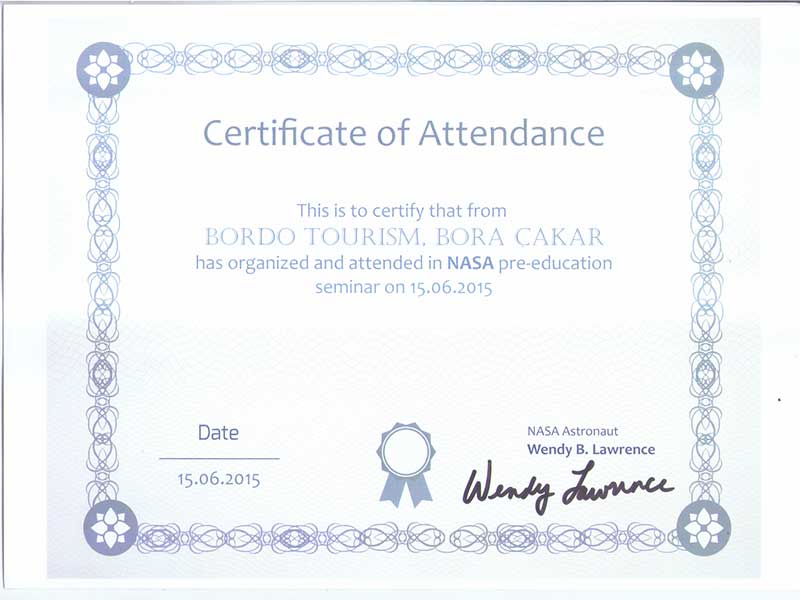 Certificate of Attendance
This is to certify that from
BORDO TOURISM, BORA CAKAR
has organized and attended in NASA pre-education
seminar on 15.06.2015
Date
15.06.2015
NASA Astronaut
Wendy B. Lawrence
Wendy Lawrence